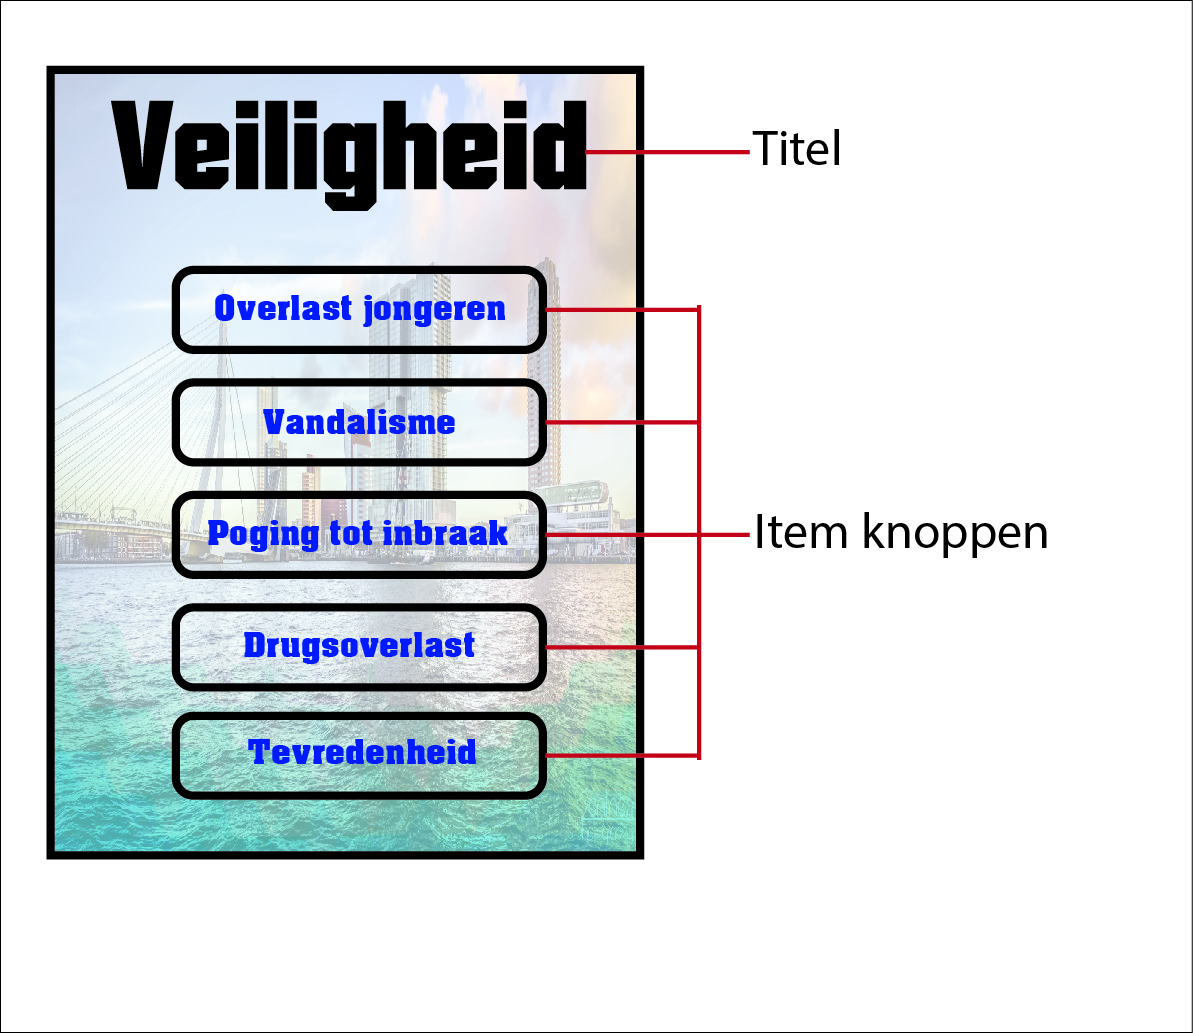 Veiligheid
Titel
Overlast jongeren
Vandalisme
Poging tot inbraak
Item knoppen
Drugsoverlast
Tevredenheid